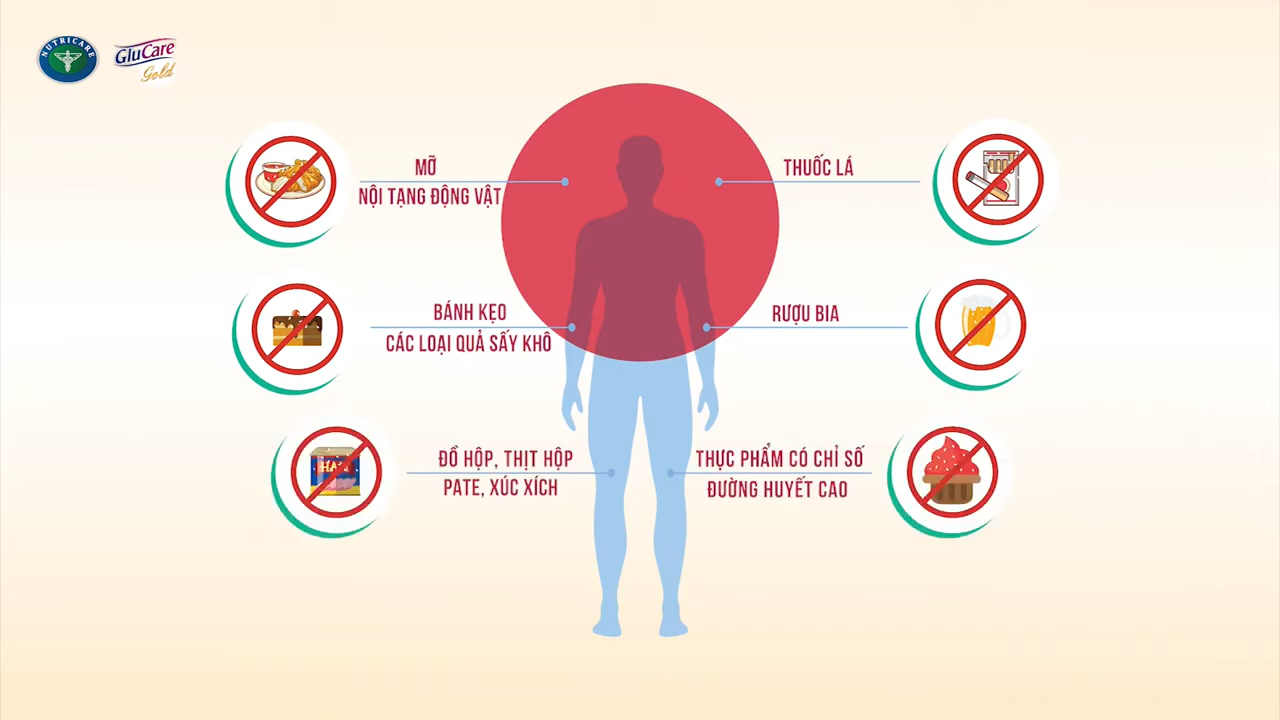 NUTRICARE
GluCare
Gold
MỠ
NỘI TẠNG ĐỘNG VẬT
THUỐC LÁ
BÁNH KẸO
CÁC LOẠI QUẢ SẤY KHÔ
RƯỢU BIA
ĐỒ HỘP, THỊT HỘP
PATE, XÚC XÍCH
THỰC PHẨM CÓ CHỈ SỐ
ĐƯỜNG HUYẾT CAO